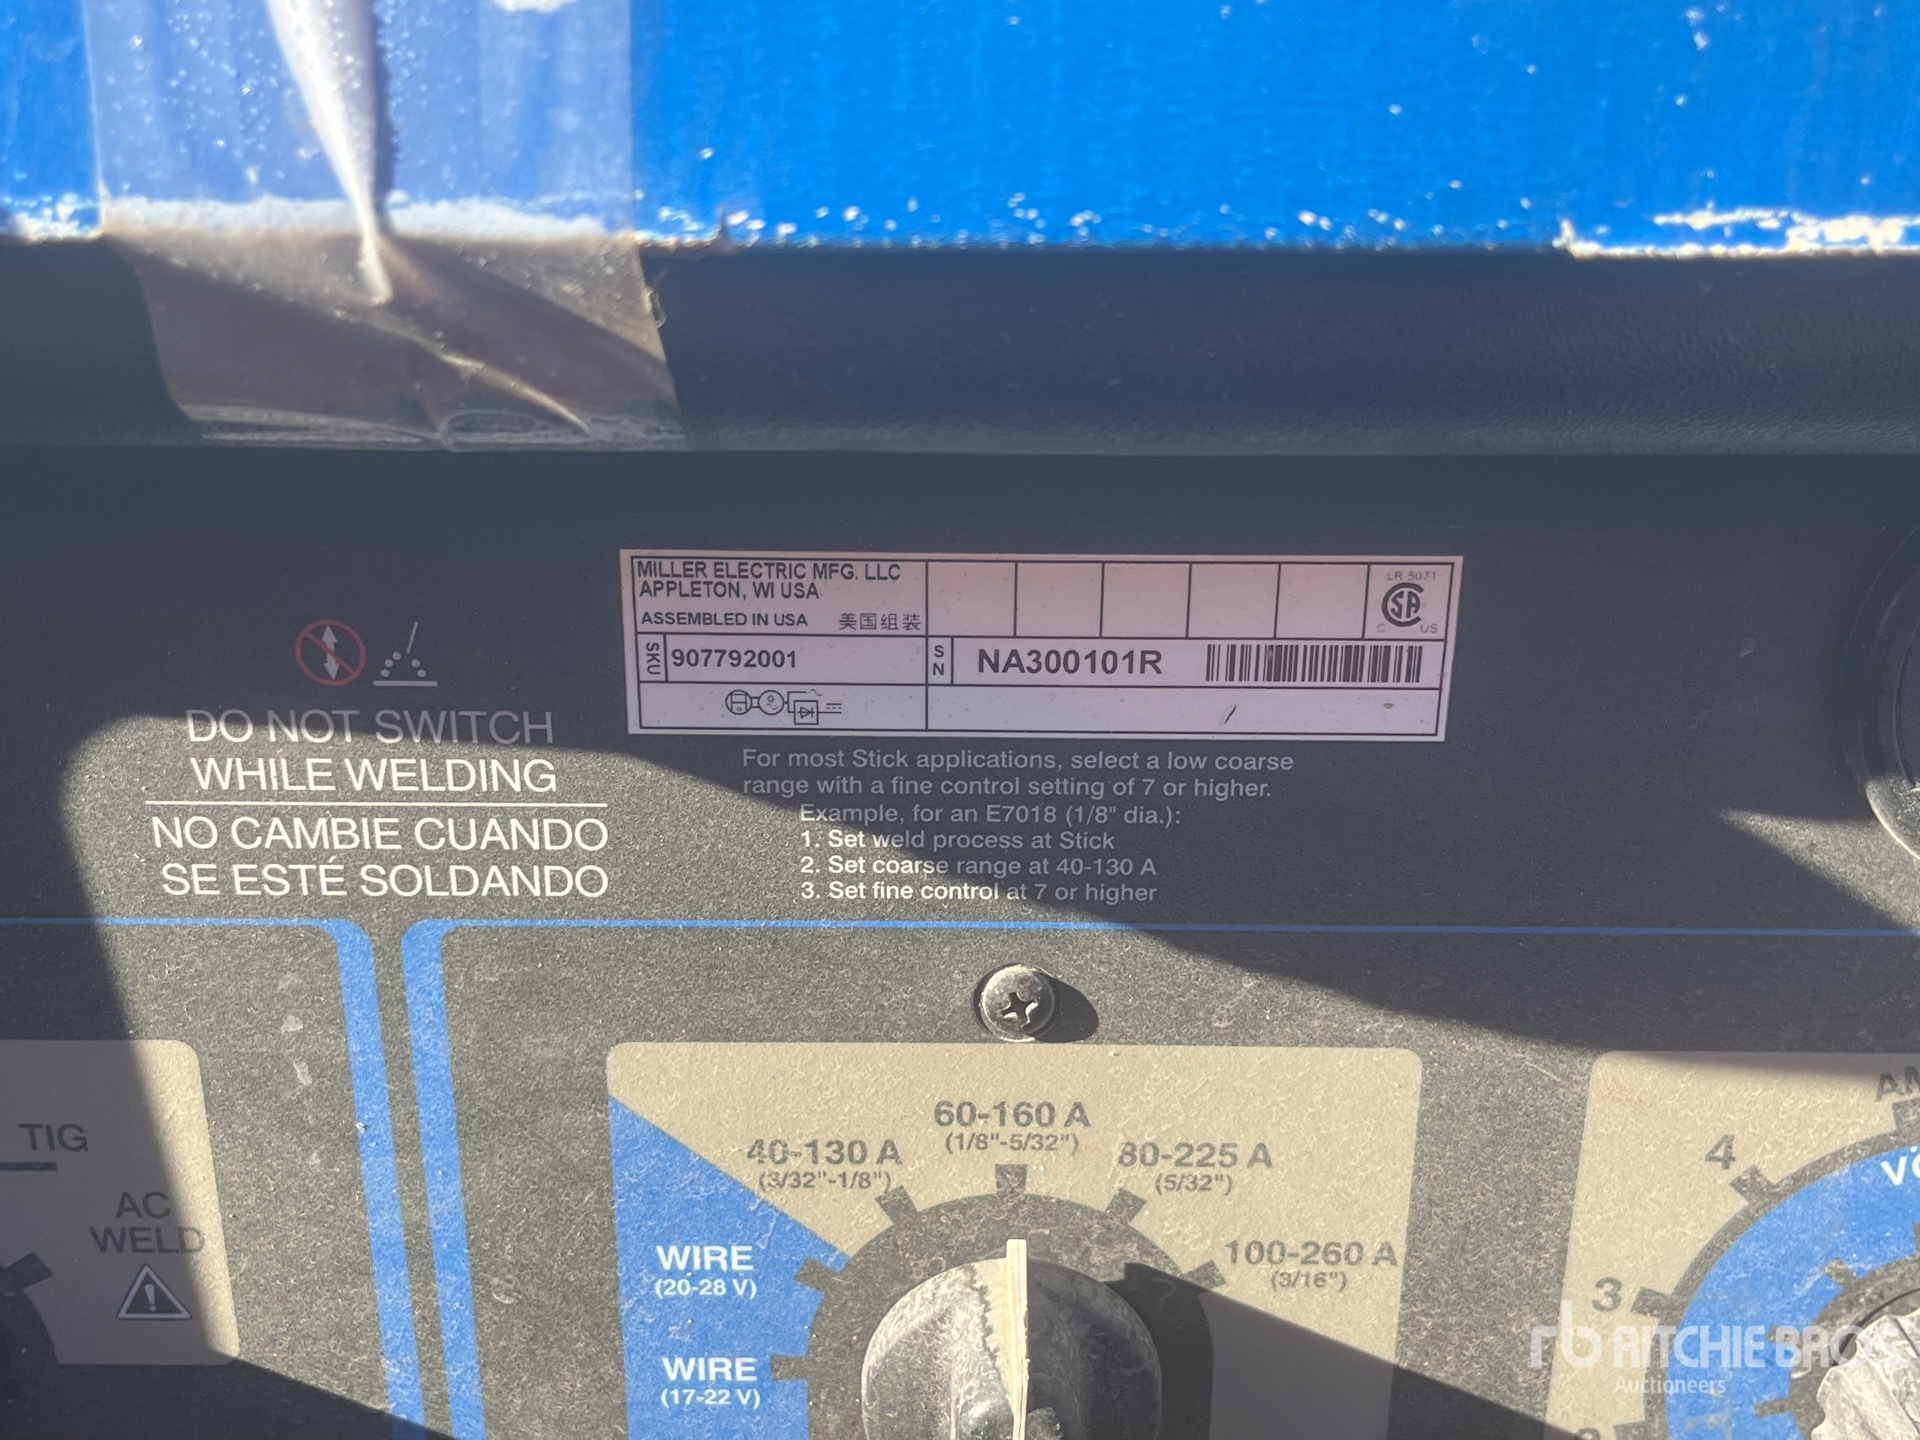 MILLER ELECTRIC MFG. LLC
APPLETON, WI USA
ASSEMBLED IN USA 美国组装
LR 5071
C US
SKU 907792001
SN NA300101R
G
DO NOT SWITCH
WHILE WELDING
NO CAMBIE CUANDO
SE ESTÉ SOLDANDO
For most Stick applications, select a low coarse
range with a fine control setting of 7 or higher.
Example, for an E7018 (1/8" dia.):
1. Set weld process at Stick
2. Set coarse range at 40-130 A
3. Set fine control at 7 or higher
TIG
AC
WELD
60-160 A
(1/8"-5/32")
40-130 A
(3/32"-1/8")
80-225 A
(5/32")
WIRE
(20-28 V)
100-260 A
(3/16")
WIRE
(17-22 V)
4
3
rb RITCHIE BROS
Auctioneers